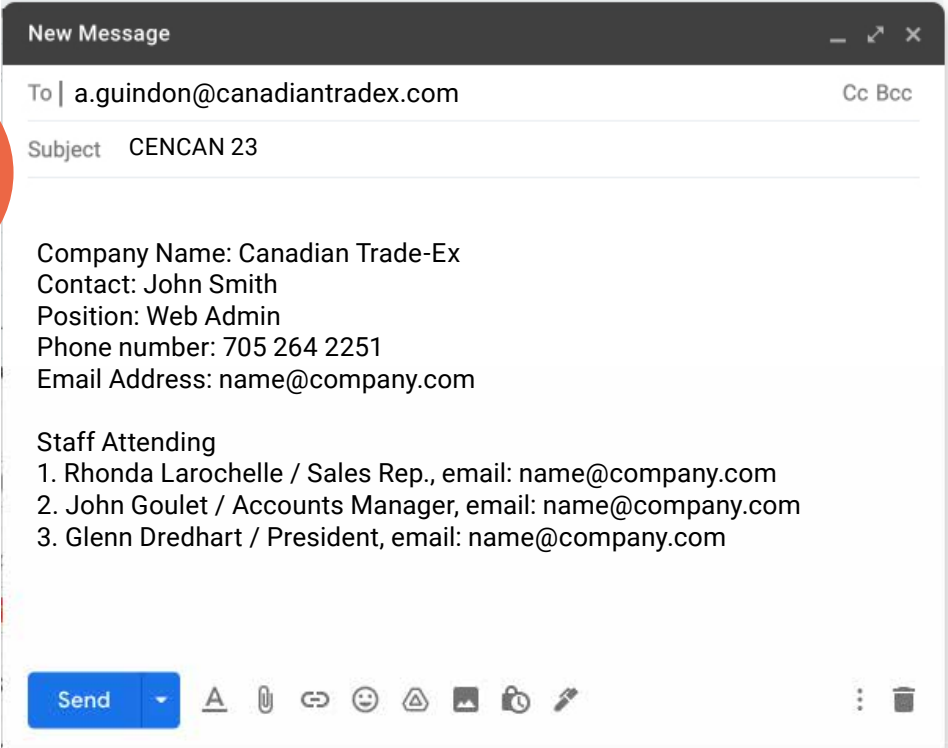 New Message
To a.guindon@canadiantradex.com Cc Bcc
Subject CENCAN 23
Company Name: Canadian Trade-Ex
Contact: John Smith
Position: Web Admin
Phone number: 705 264 2251
Email Address: name@company.com
Staff Attending
1. Rhonda Larochelle / Sales Rep., email: name@company.com
2. John Goulet / Accounts Manager, email: name@company.com
3. Glenn Dredhart / President, email: name@company.com
Send